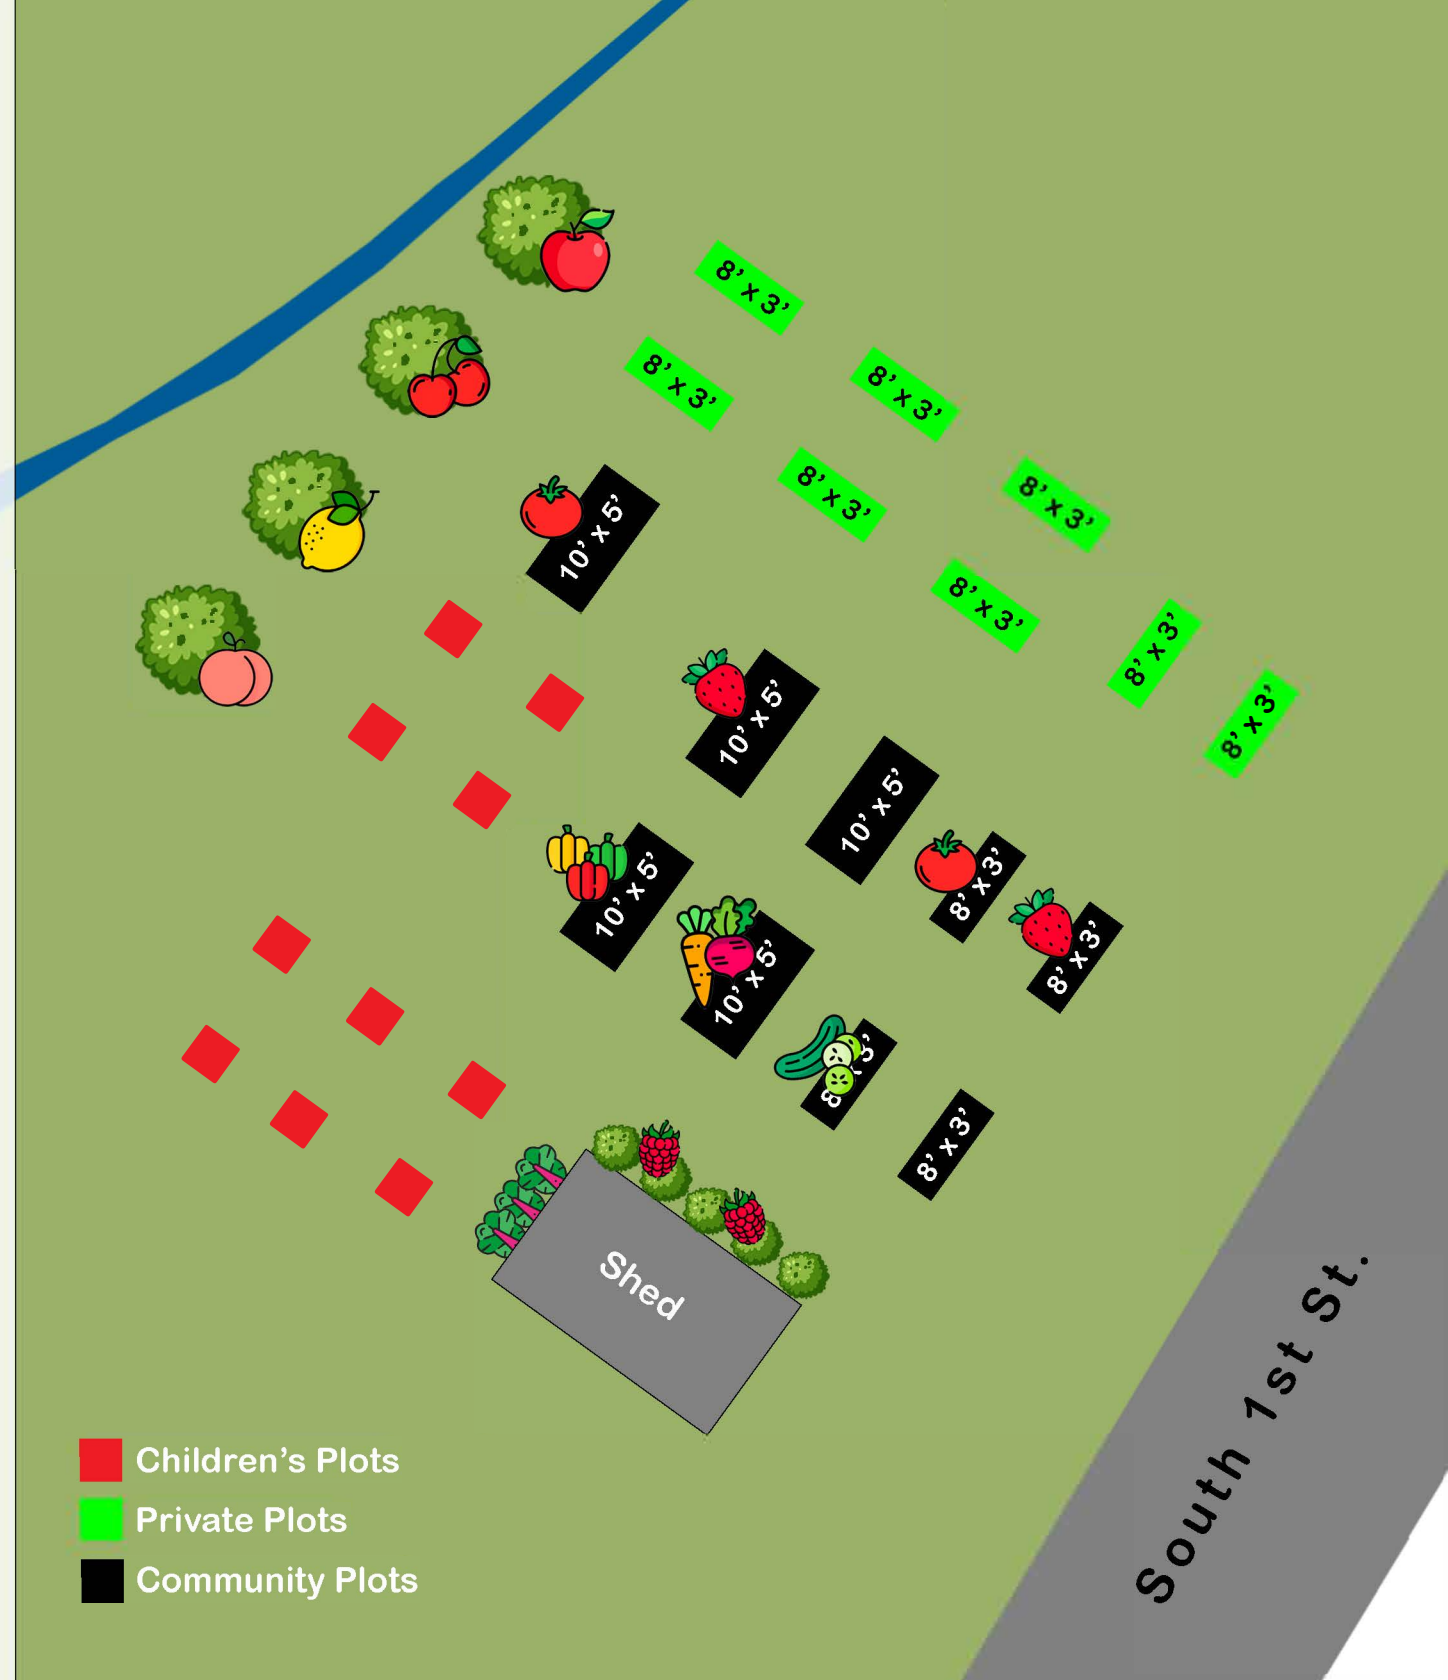 8’ x 3’
8’ x 3’
8’ x 3’
8’ x 3’
8’ x 3’
10’ x 5’
8’ x 3’
8’ x 3’
8’ x 3’
10’ x 5’
10’ x 5’
8’ x 3’
10’ x 5’
8’ x 3’
10’ x 5’
8 3’
8’ x 3’
Shed
South 1st St.
Children’s Plots
Private Plots
Community Plots